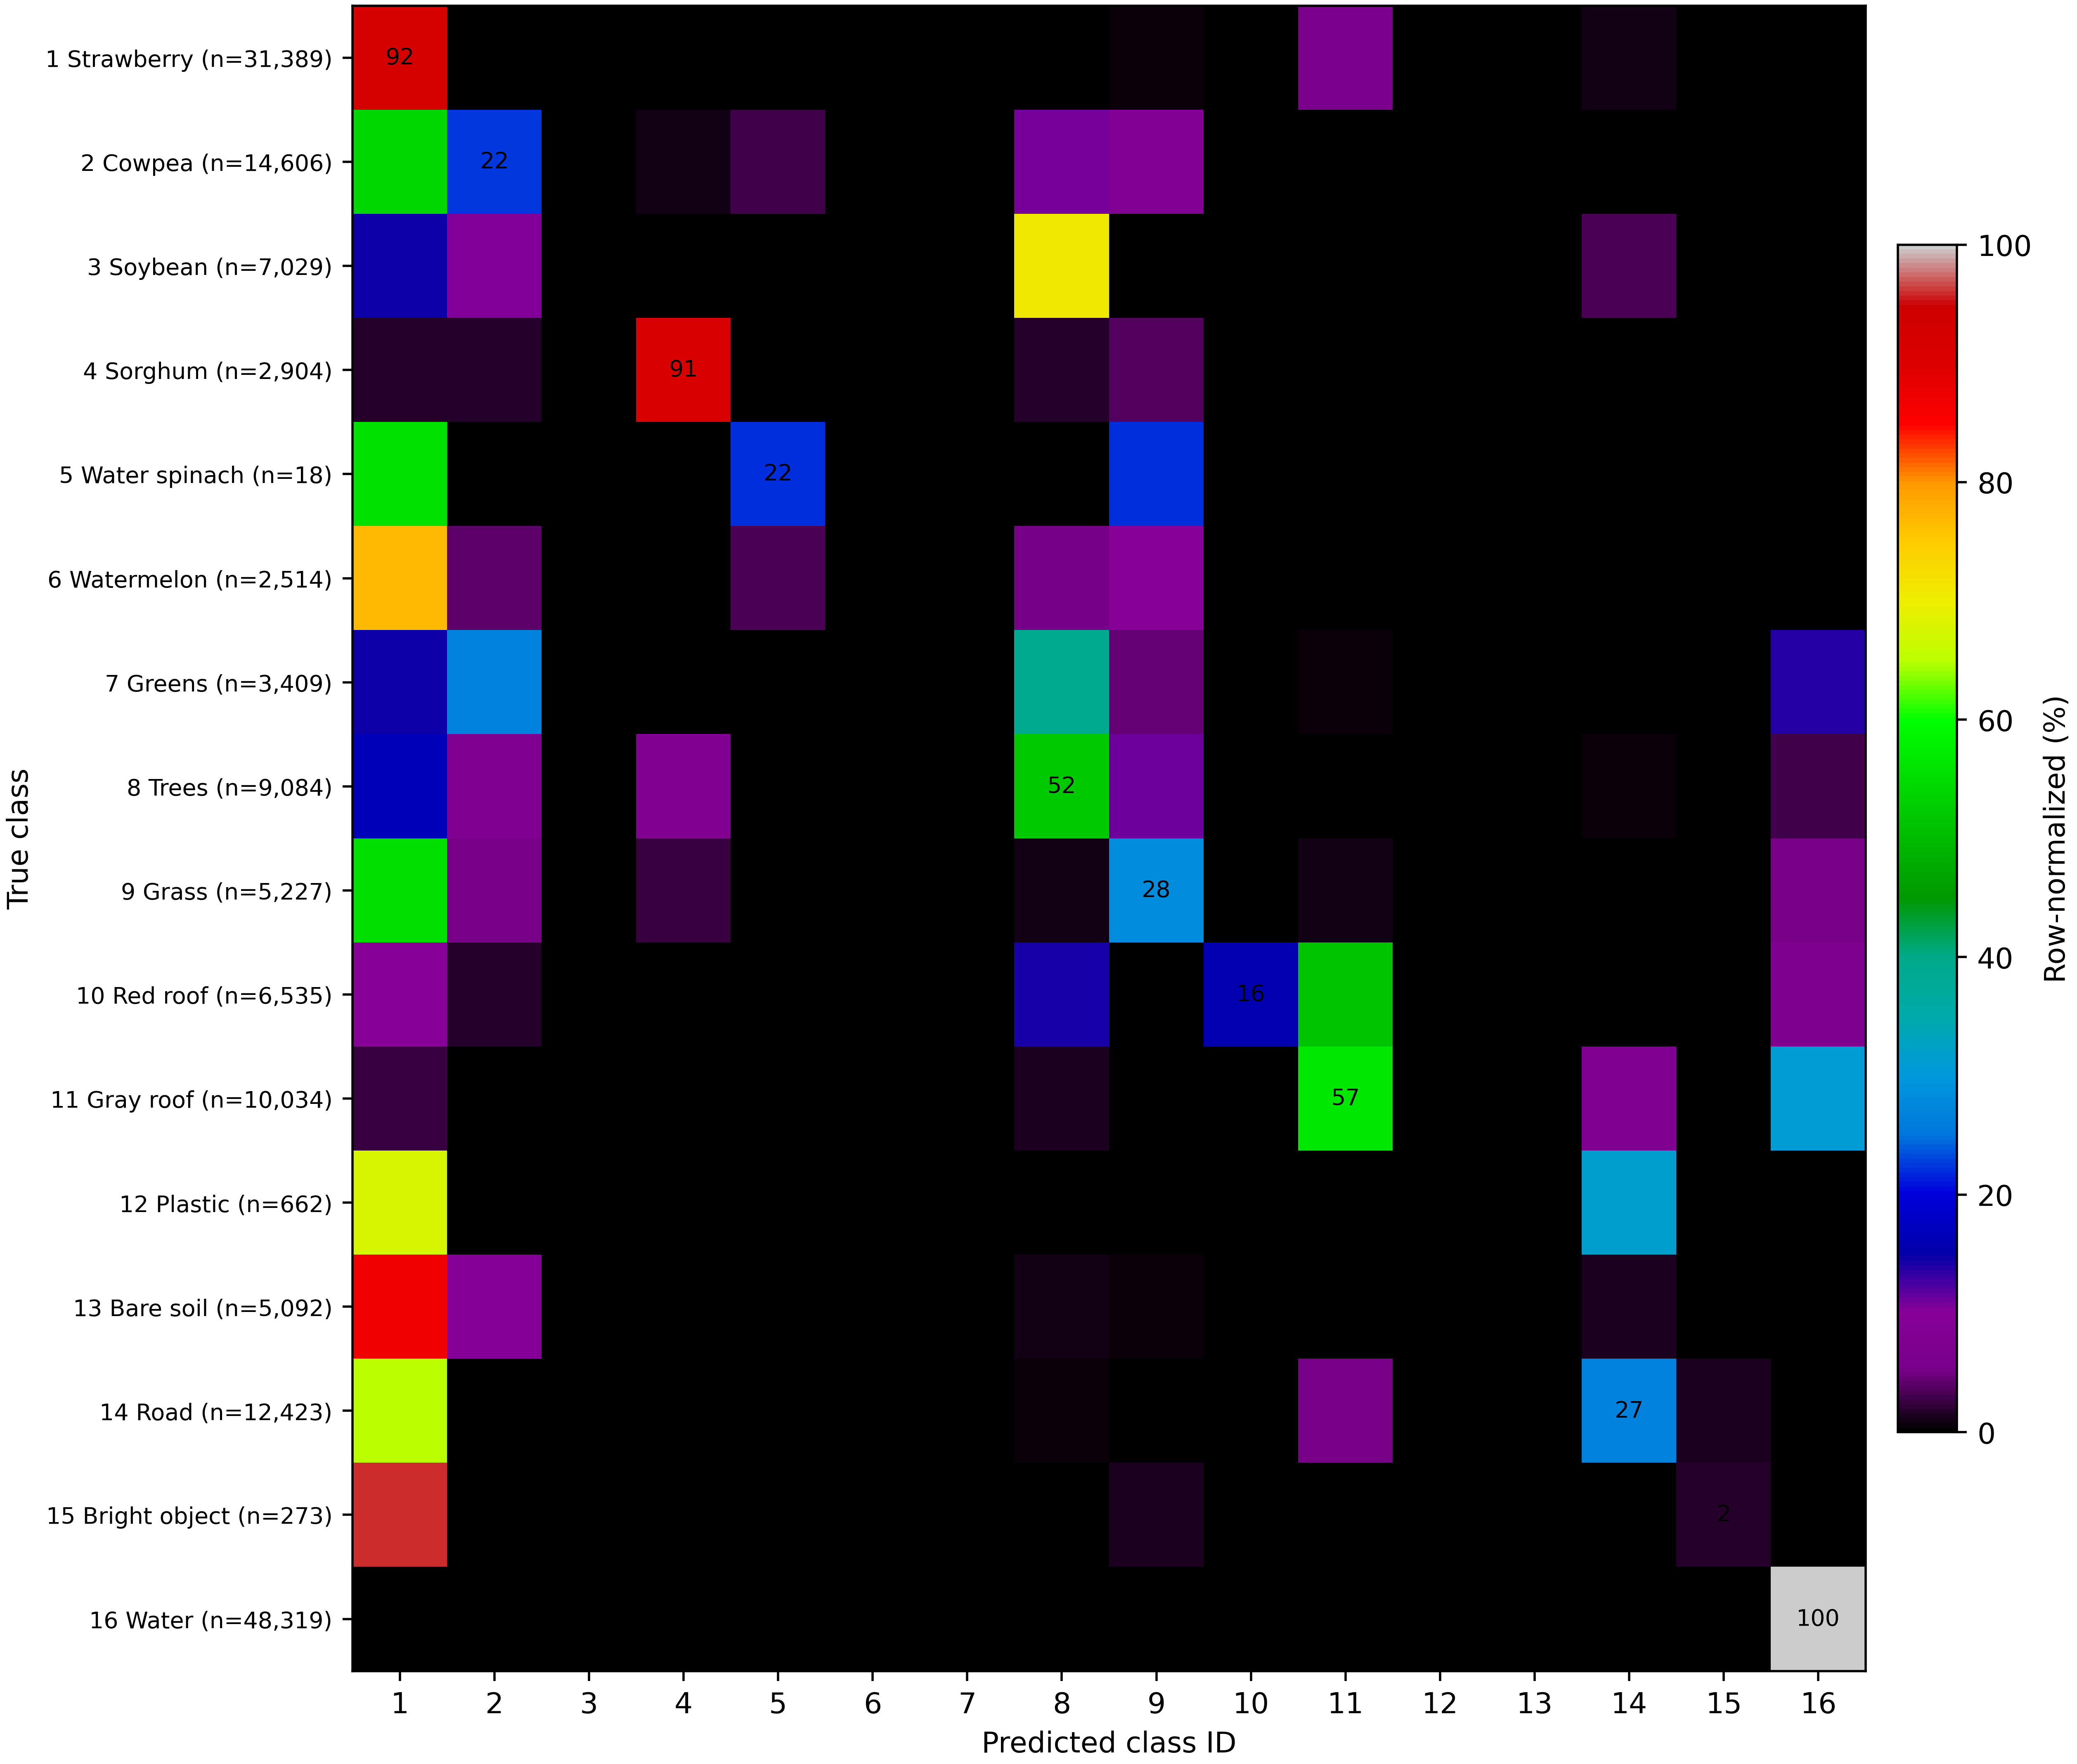 1 Strawberry (n=31,389)
92
2 Cowpea (n=14,606)
22
3 Soybean (n=7,029)
4 Sorghum (n=2,904)
91
5 Water spinach (n=18)
22
6 Watermelon (n=2,514)
7 Greens (n=3,409)
8 Trees (n=9,084)
52
9 Grass (n=5,227)
28
10 Red roof (n=6,535)
16
11 Gray roof (n=10,034)
57
12 Plastic (n=662)
13 Bare soil (n=5,092)
14 Road (n=12,423)
27
15 Bright object (n=273)
2
16 Water (n=48,319)
100
True class
1 2 3 4 5 6 7 8 9 10 11 12 13 14 15 16
Predicted class ID
100
80
60
40
20
0
Row-normalized (%)